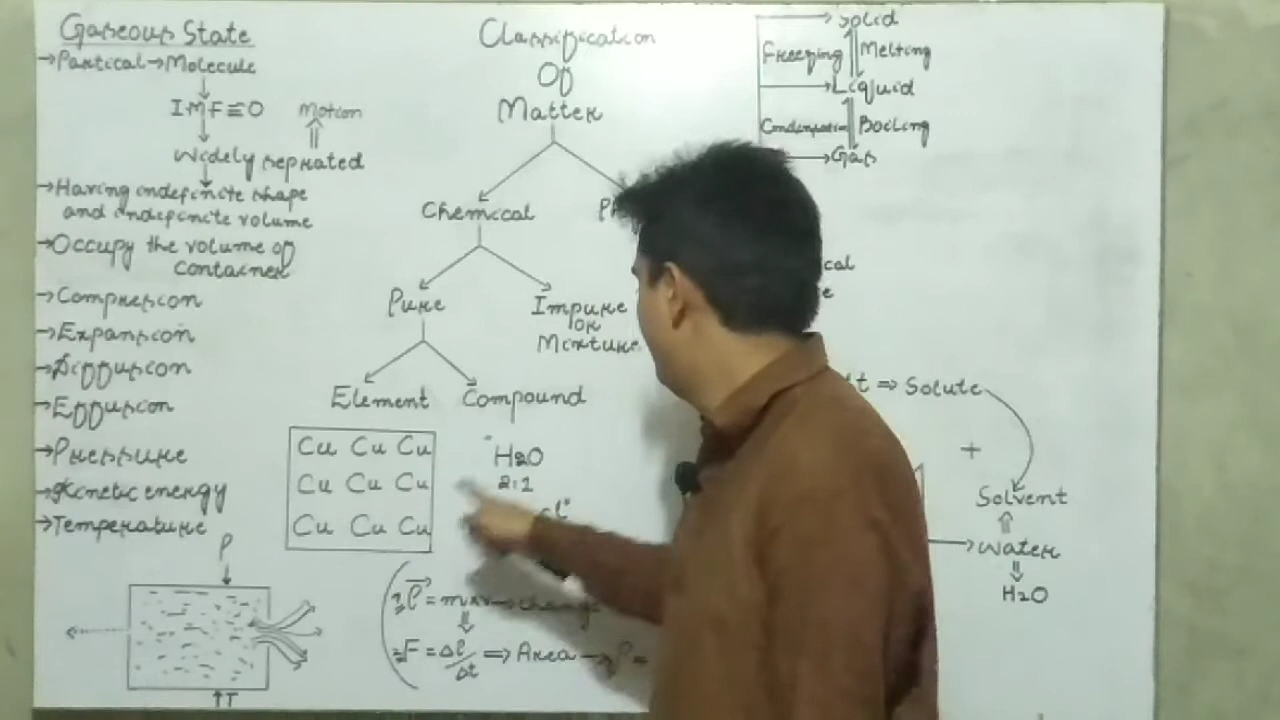 Gaseous State
→Partical→Molecule
IMF≡0 Motion
Widely seprated
→Having indefinite shape
and indefinite volume
→Occupy the volume of
container
→Compression
→Expansion
→Diffusion
→Effusion
→Pressure
→Kinetic energy
→Temperature
P
↑T
Classification
Of
Matter
Chemical
Pure
Impure
or
Mixture
Element
Compound
Cu Cu Cu
Cu Cu Cu
Cu Cu Cu
H2O
2:1
F = Δp/Δt ⇒ Area →
Solid
Freezing Melting
Liquid
Condensation Boiling
Gas
⇒ Solute
+
Solvent
Water
H2O